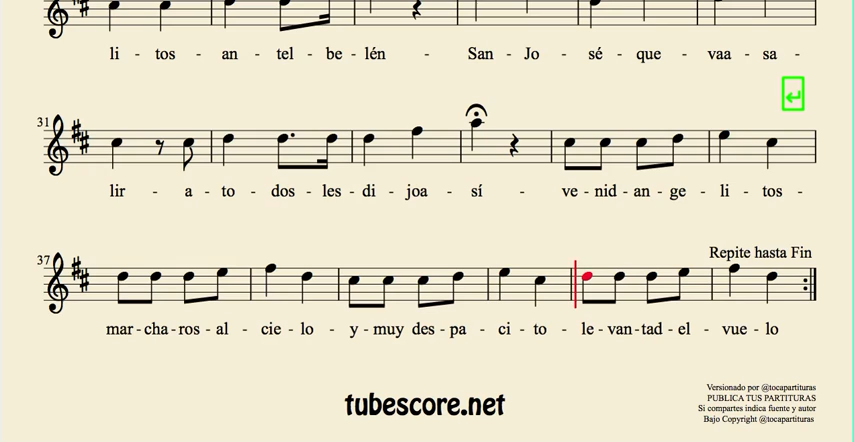 li - tos - an - tel - be - lén - San - Jo - sé - que - vaa - sa -
31
lir - a - to - dos - les - di - joa - sí - ve - nid - an - ge - li - tos -
37
Repite hasta Fin
mar - cha - ros - al - cie - lo - y - muy des - pa - ci - to - le - van - tad - el - vue - lo
tubescore.net
Versionado por @tocapartituras
PUBLICA TUS PARTITURAS
Si compartes indica fuente y autor
Bajo Copyright @tocapartituras